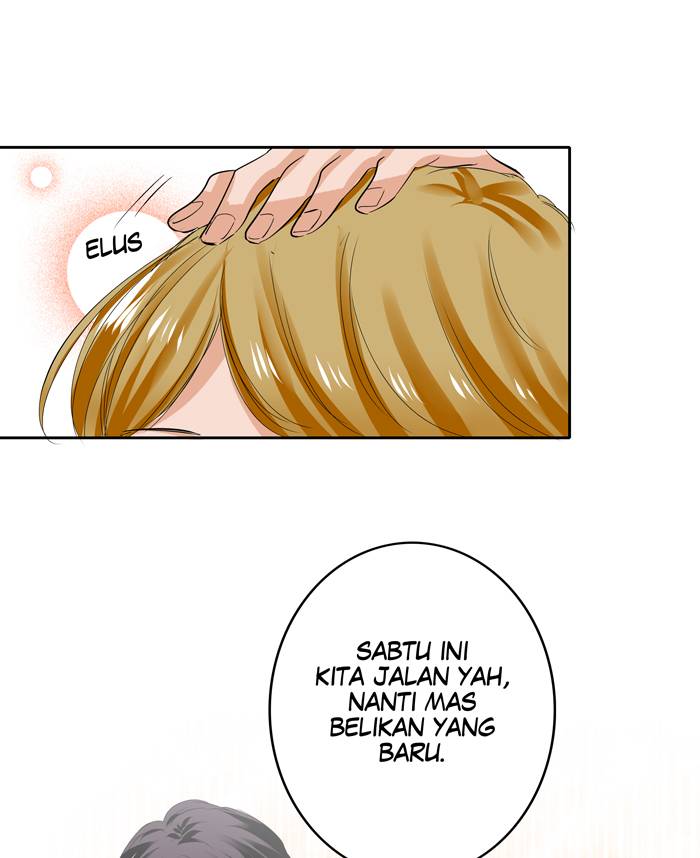 ELUS
SABTU INI
KITA JALAN YAH,
NANTI MAS
BELIKAN YANG
BARU.